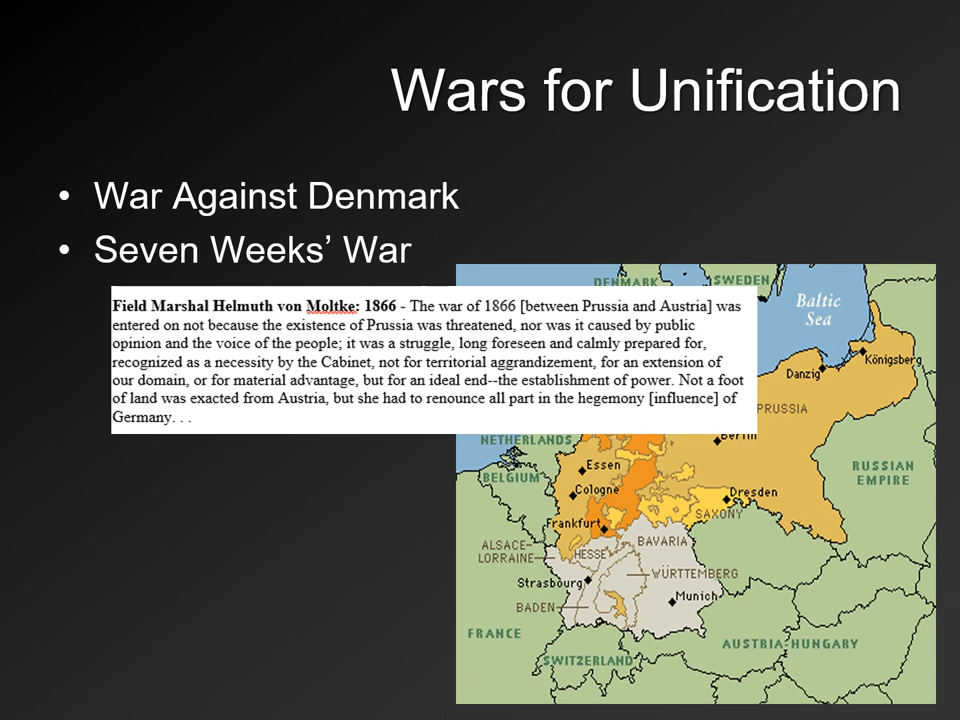 Wars for Unification
• War Against Denmark
• Seven Weeks’ War
Field Marshal Helmuth von Moltke: 1866 - The war of 1866 [between Prussia and Austria] was
entered on not because the existence of Prussia was threatened, nor was it caused by public
opinion and the voice of the people; it was a struggle, long foreseen and calmly prepared for,
recognized as a necessity by the Cabinet, not for territorial aggrandizement, for an extension of
our domain, or for material advantage, but for an ideal end--the establishment of power. Not a foot
of land was exacted from Austria, but she had to renounce all part in the hegemony [influence] of
Germany. . .
DENMARK
SWEDEN
Baltic
Sea
Königsberg
Danzig
PRUSSIA
Berlin
NETHERLANDS
BELGIUM
Essen
Cologne
RUSSIAN
EMPIRE
Dresden
SAXONY
Frankfurt
BAVARIA
ALSACE-
LORRAINE
HESSE
WÜRTTEMBERG
Strasbourg
Munich
BADEN
FRANCE
AUSTRIA-HUNGARY
SWITZERLAND